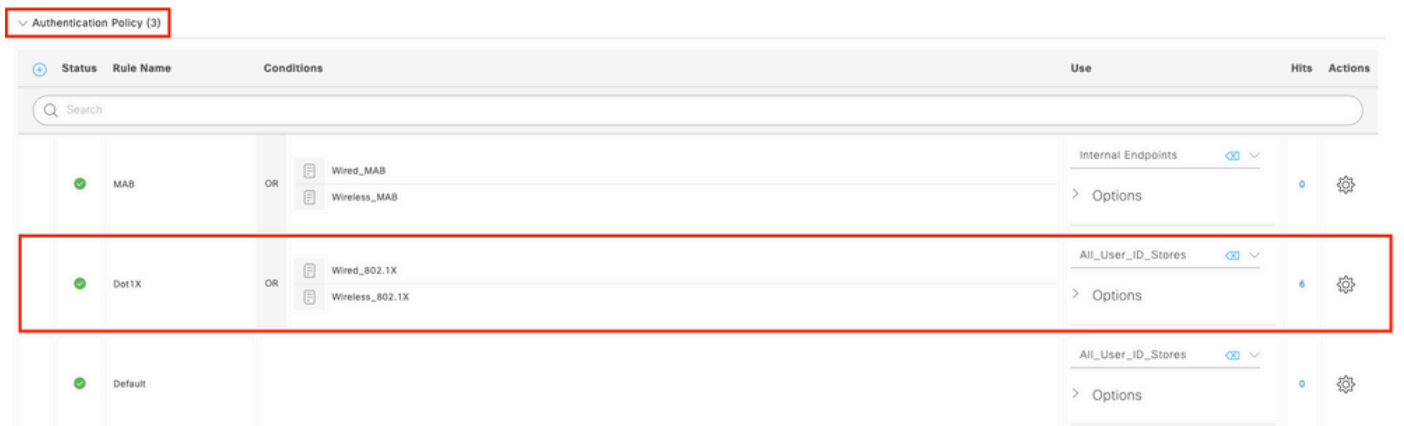 Authentication Policy (3)
Status Rule Name Conditions Use Hits Actions
Search
MAB OR Wired_MAB Internal Endpoints 0
Wireless_MAB Options
Dot1X OR Wired_802.1X All_User_ID_Stores 6
Wireless_802.1X Options
Default All_User_ID_Stores 0
Options